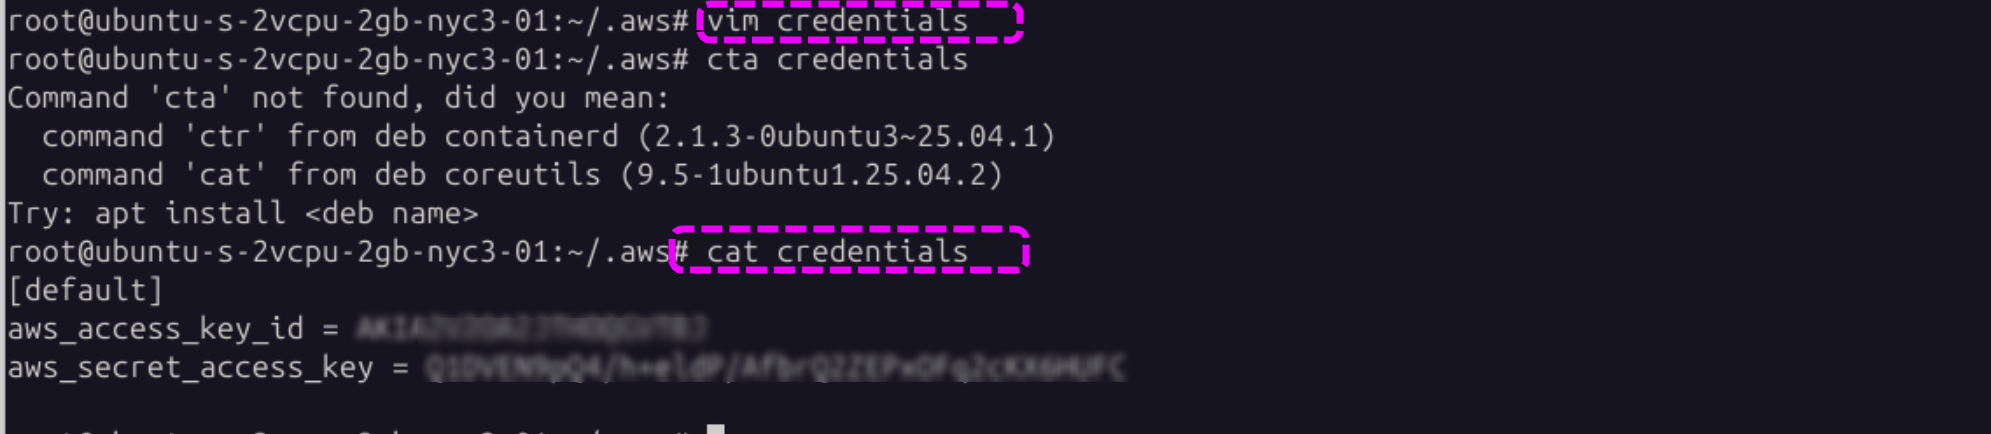 root@ubuntu-s-2vcpu-2gb-nyc3-01:~/.aws# vim credentials
root@ubuntu-s-2vcpu-2gb-nyc3-01:~/.aws# cta credentials
Command 'cta' not found, did you mean:
  command 'ctr' from deb containerd (2.1.3-0ubuntu3~25.04.1)
  command 'cat' from deb coreutils (9.5-1ubuntu1.25.04.2)
Try: apt install <deb name>
root@ubuntu-s-2vcpu-2gb-nyc3-01:~/.aws# cat credentials
[default]
aws_access_key_id =
aws_secret_access_key =